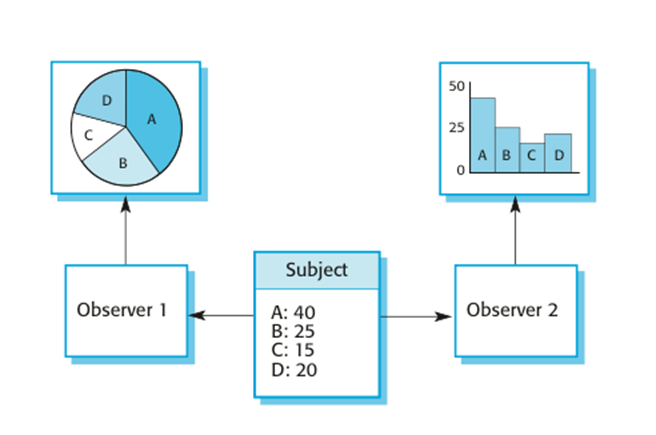 D
A
C
B
50
25
0
A B C D
Observer 1
Subject
A: 40
B: 25
C: 15
D: 20
Observer 2